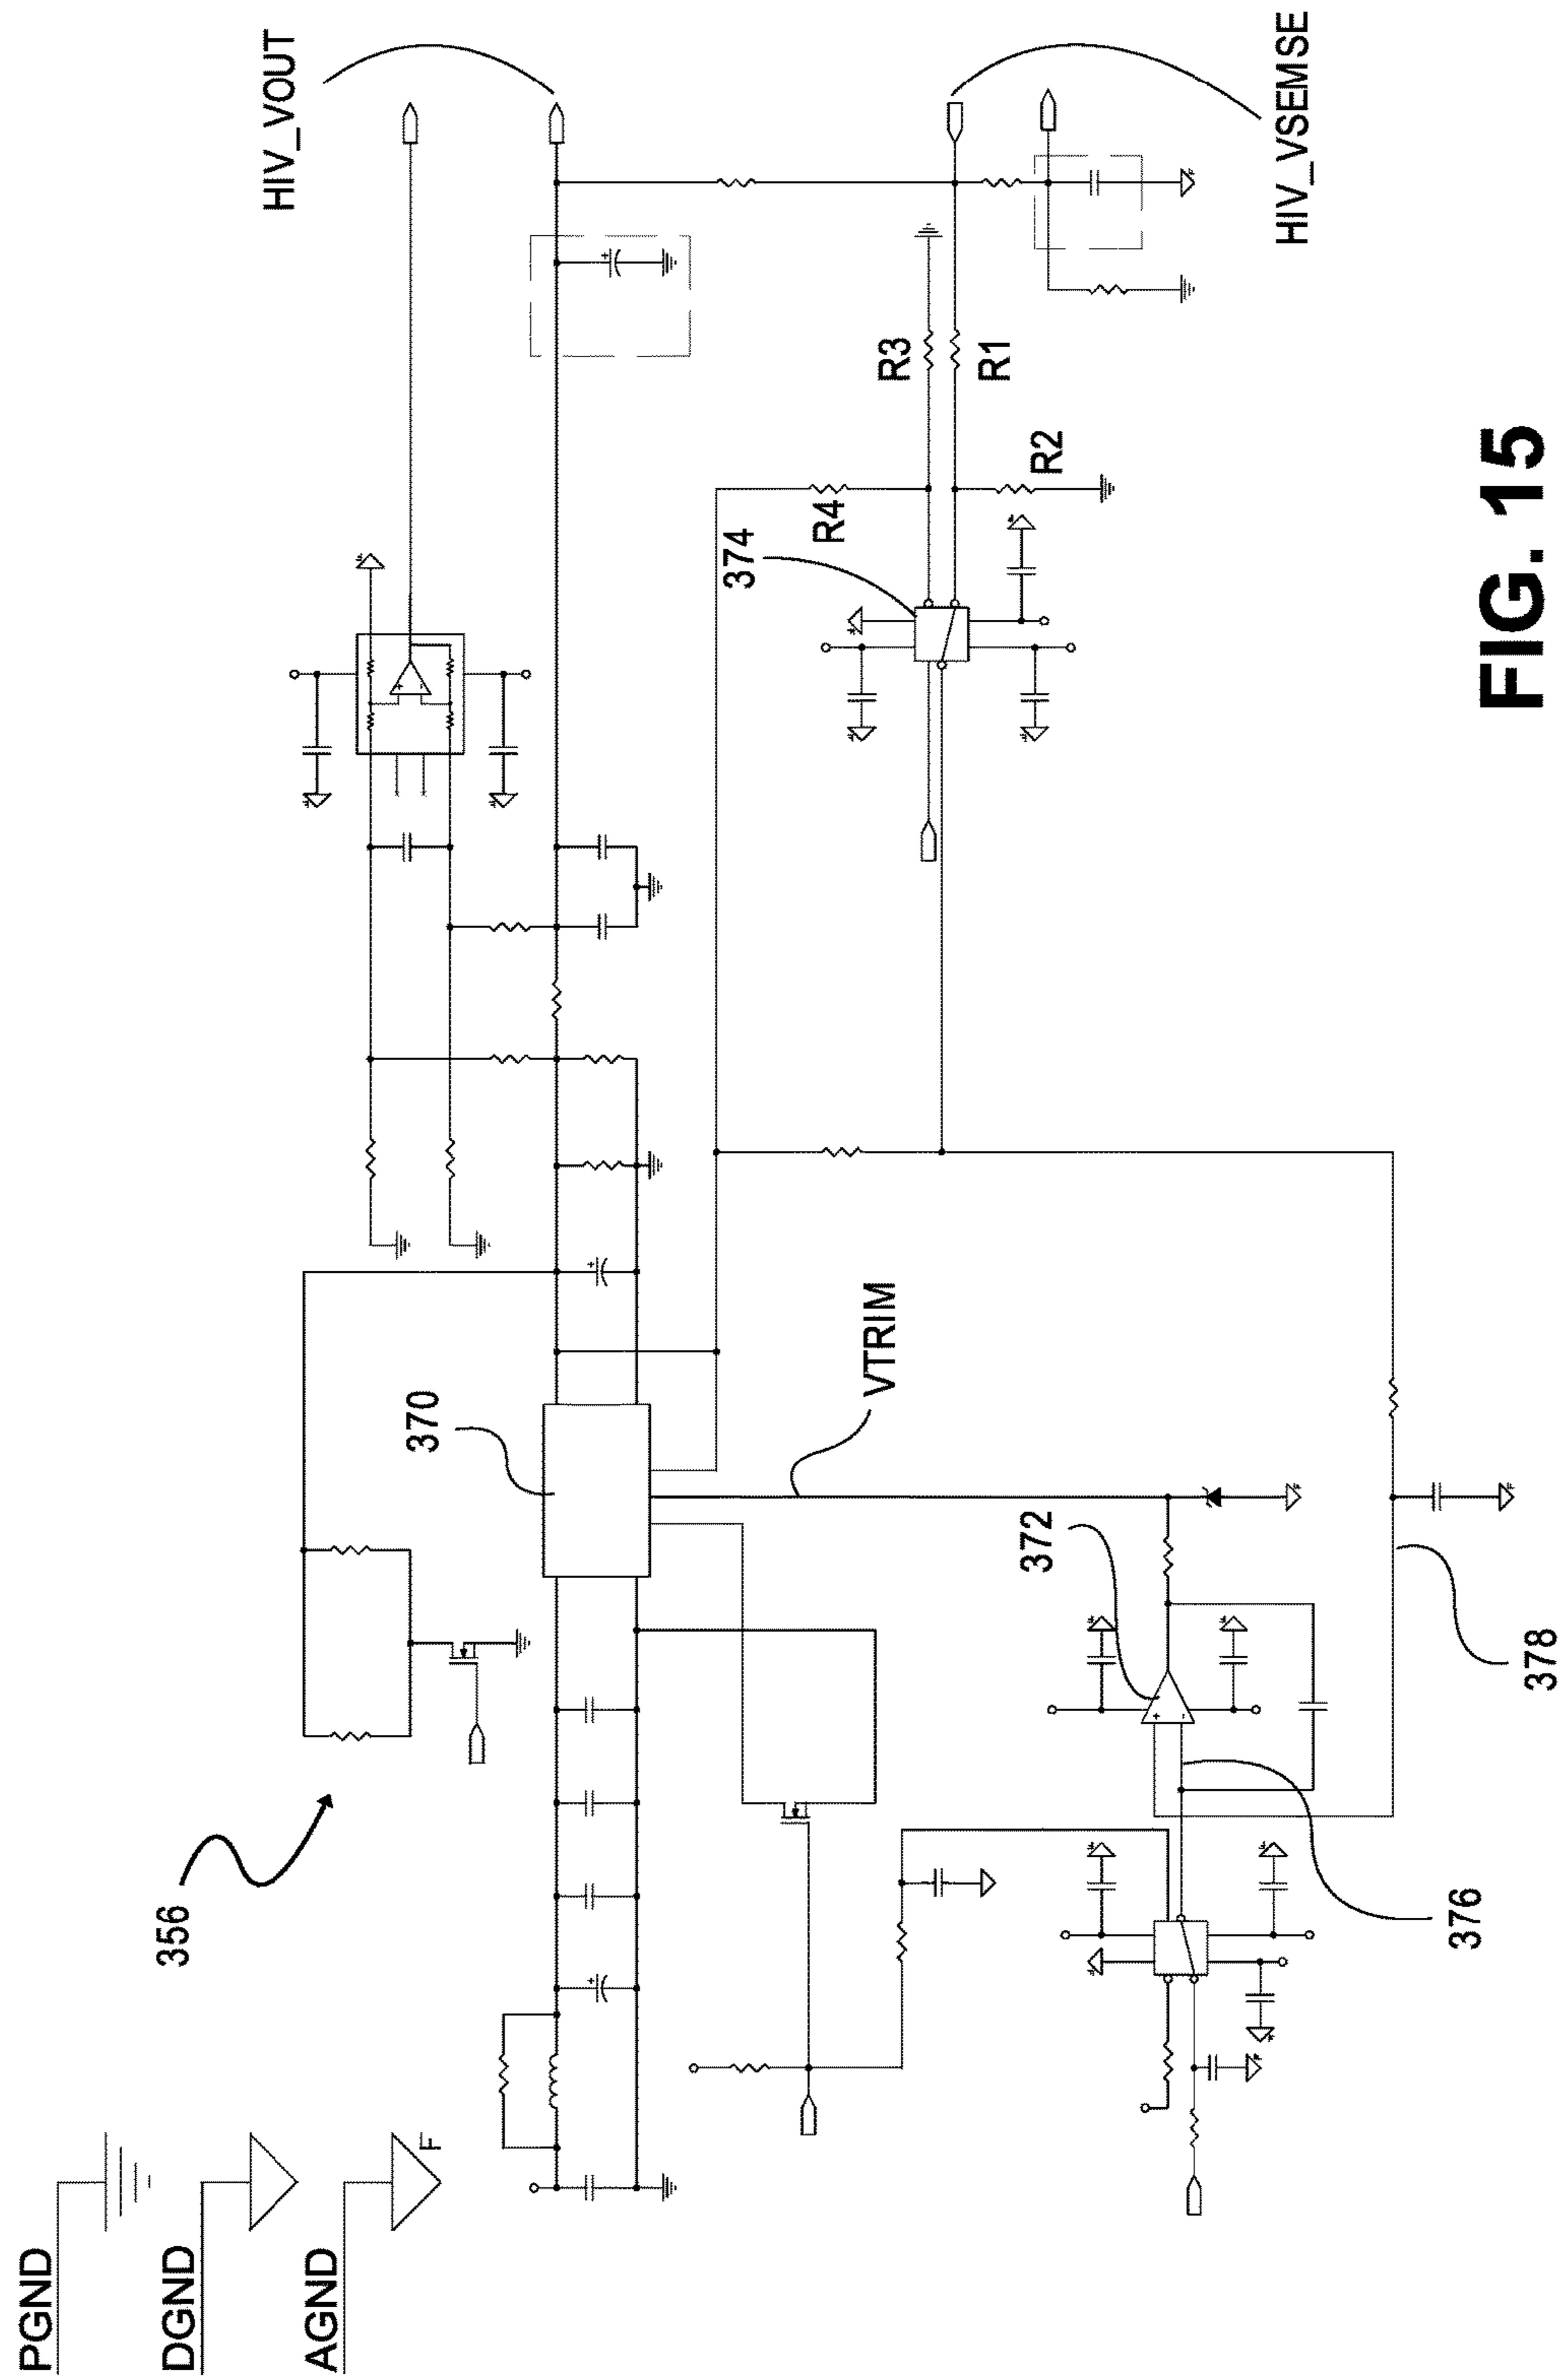 PGND
DGND
AGND
F
356
370
HIV_VOUT
VTRIM
374
R4
R3
R1
R2
HIV_VSEMSE
372
376
378
FIG. 15